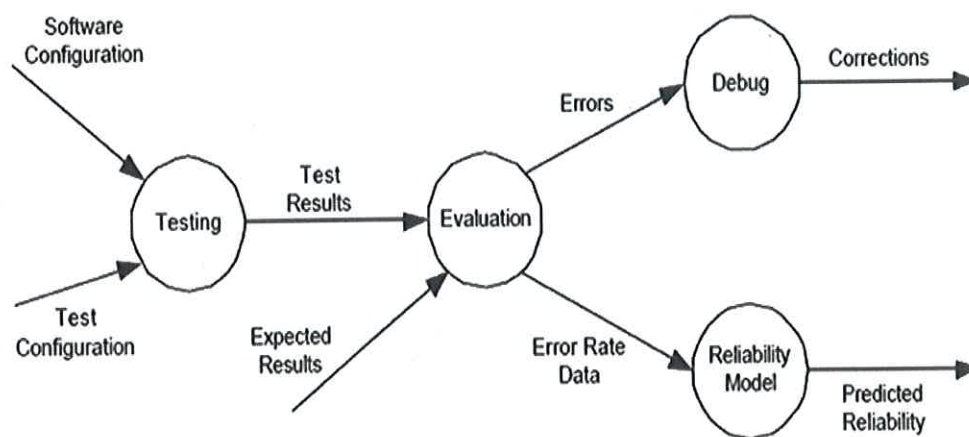 Software
Configuration
Testing
Test
Configuration
Test
Results
Expected
Results
Evaluation
Errors
Debug
Corrections
Error Rate
Data
Reliability
Model
Predicted
Reliability